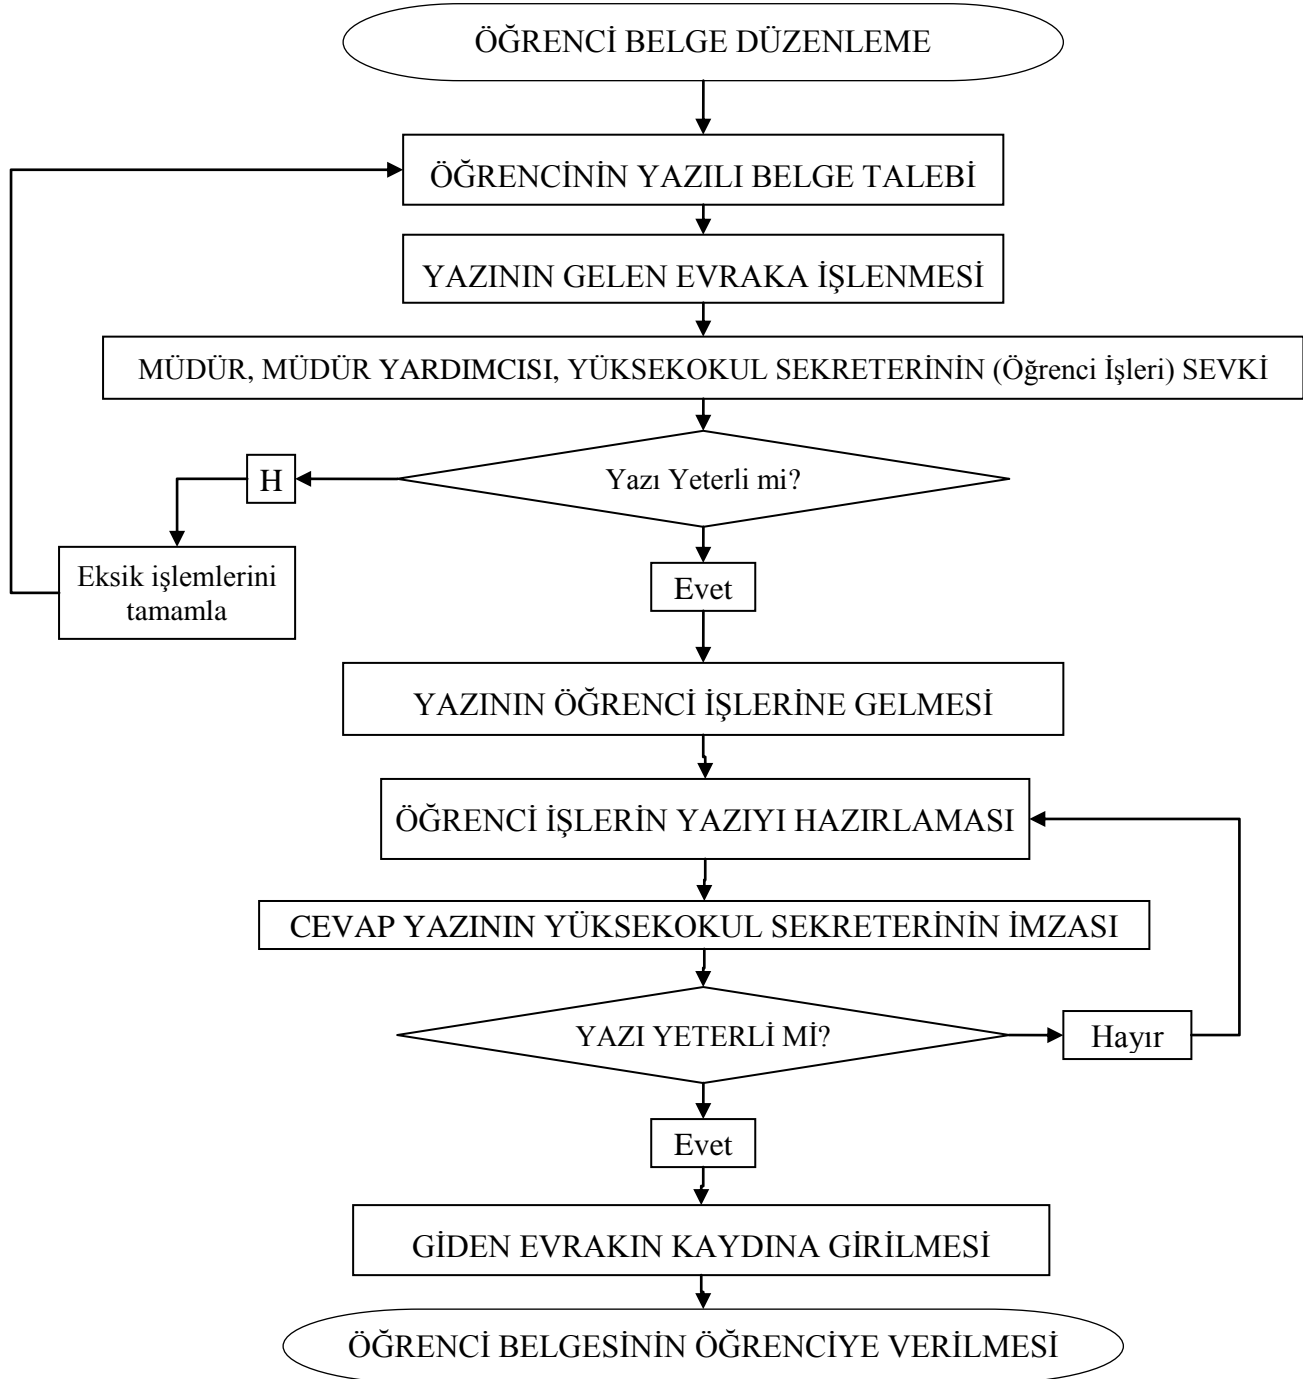 ÖĞRENCİ BELGE DÜZENLEME
ÖĞRENCİNİN YAZILI BELGE TALEBİ
YAZININ GELEN EVRAKA İŞLENMESİ
MÜDÜR, MÜDÜR YARDIMCISI, YÜKSEKOKUL SEKRETERİNİN (Öğrenci İşleri) SEVKİ
Yazı Yeterli mi?
H
Eksik işlemlerini
tamamla
Evet
YAZININ ÖĞRENCİ İŞLERİNE GELMESİ
ÖĞRENCİ İŞLERİN YAZIYI HAZIRLAMASI
CEVAP YAZININ YÜKSEKOKUL SEKRETERİNİN İMZASI
YAZI YETERLİ Mİ?
Hayır
Evet
GİDEN EVRAKIN KAYDINA GİRİLMESİ
ÖĞRENCİ BELGESİNİN ÖĞRENCİYE VERİLMESİ